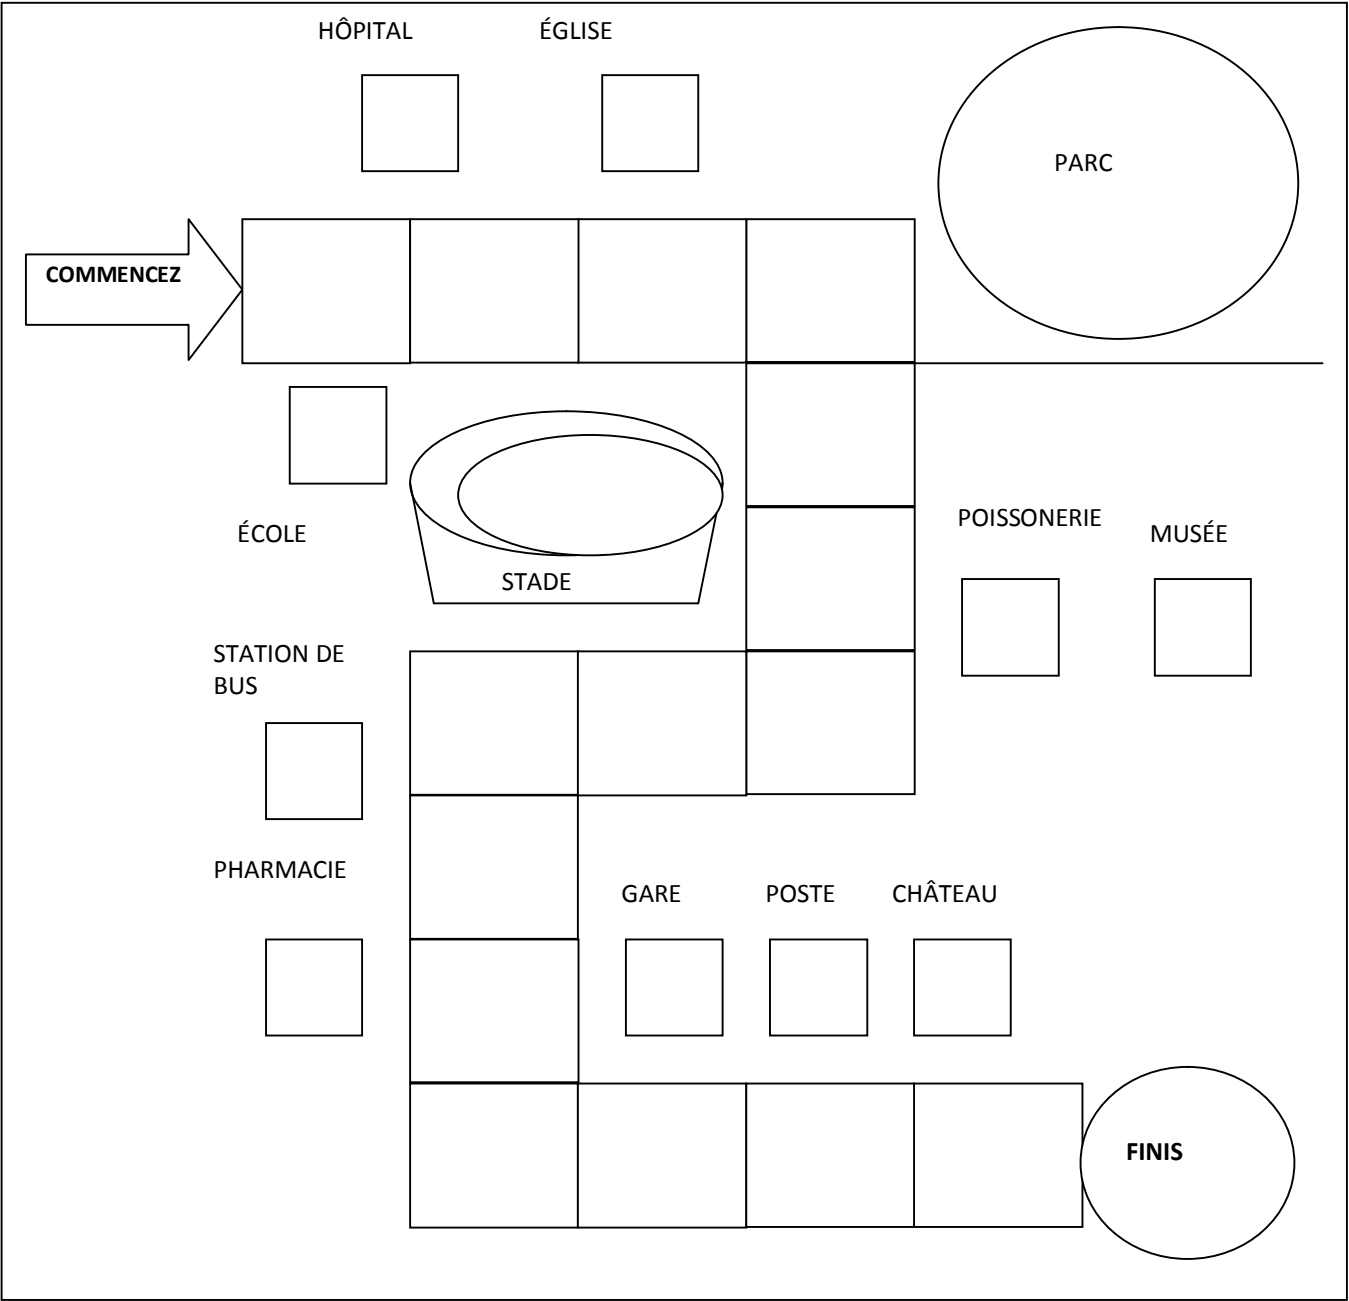 HÔPITAL
ÉGLISE
PARC
COMMENCEZ
ÉCOLE
STADE
POISSONERIE
MUSÉE
STATION DE
BUS
PHARMACIE
GARE
POSTE
CHÂTEAU
FINIS